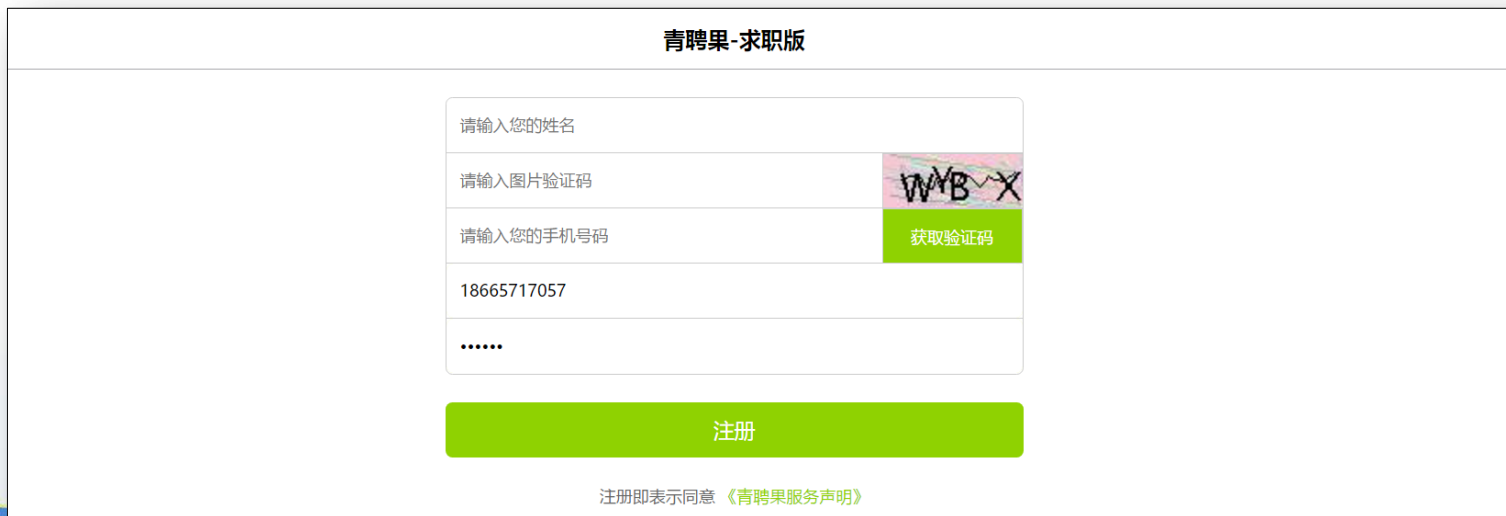 青聘果-求职版
请输入您的姓名
请输入图片验证码
WYBX
请输入您的手机号码
获取验证码
18665717057
••••••
注册
注册即表示同意 《青聘果服务声明》